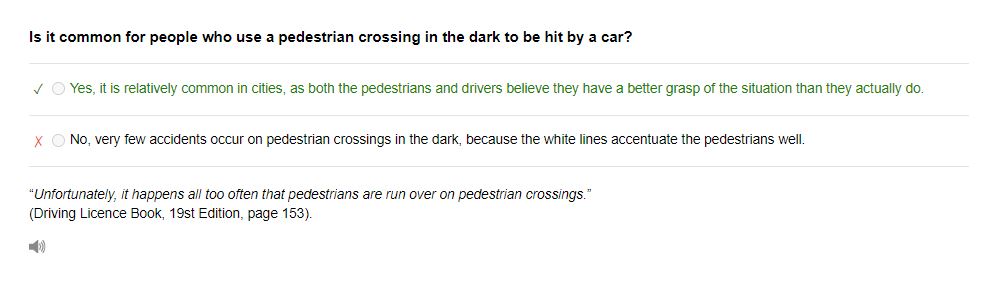 Is it common for people who use a pedestrian crossing in the dark to be hit by a car?
✓ Yes, it is relatively common in cities, as both the pedestrians and drivers believe they have a better grasp of the situation than they actually do.
X No, very few accidents occur on pedestrian crossings in the dark, because the white lines accentuate the pedestrians well.
“Unfortunately, it happens all too often that pedestrians are run over on pedestrian crossings.”
(Driving Licence Book, 19st Edition, page 153).